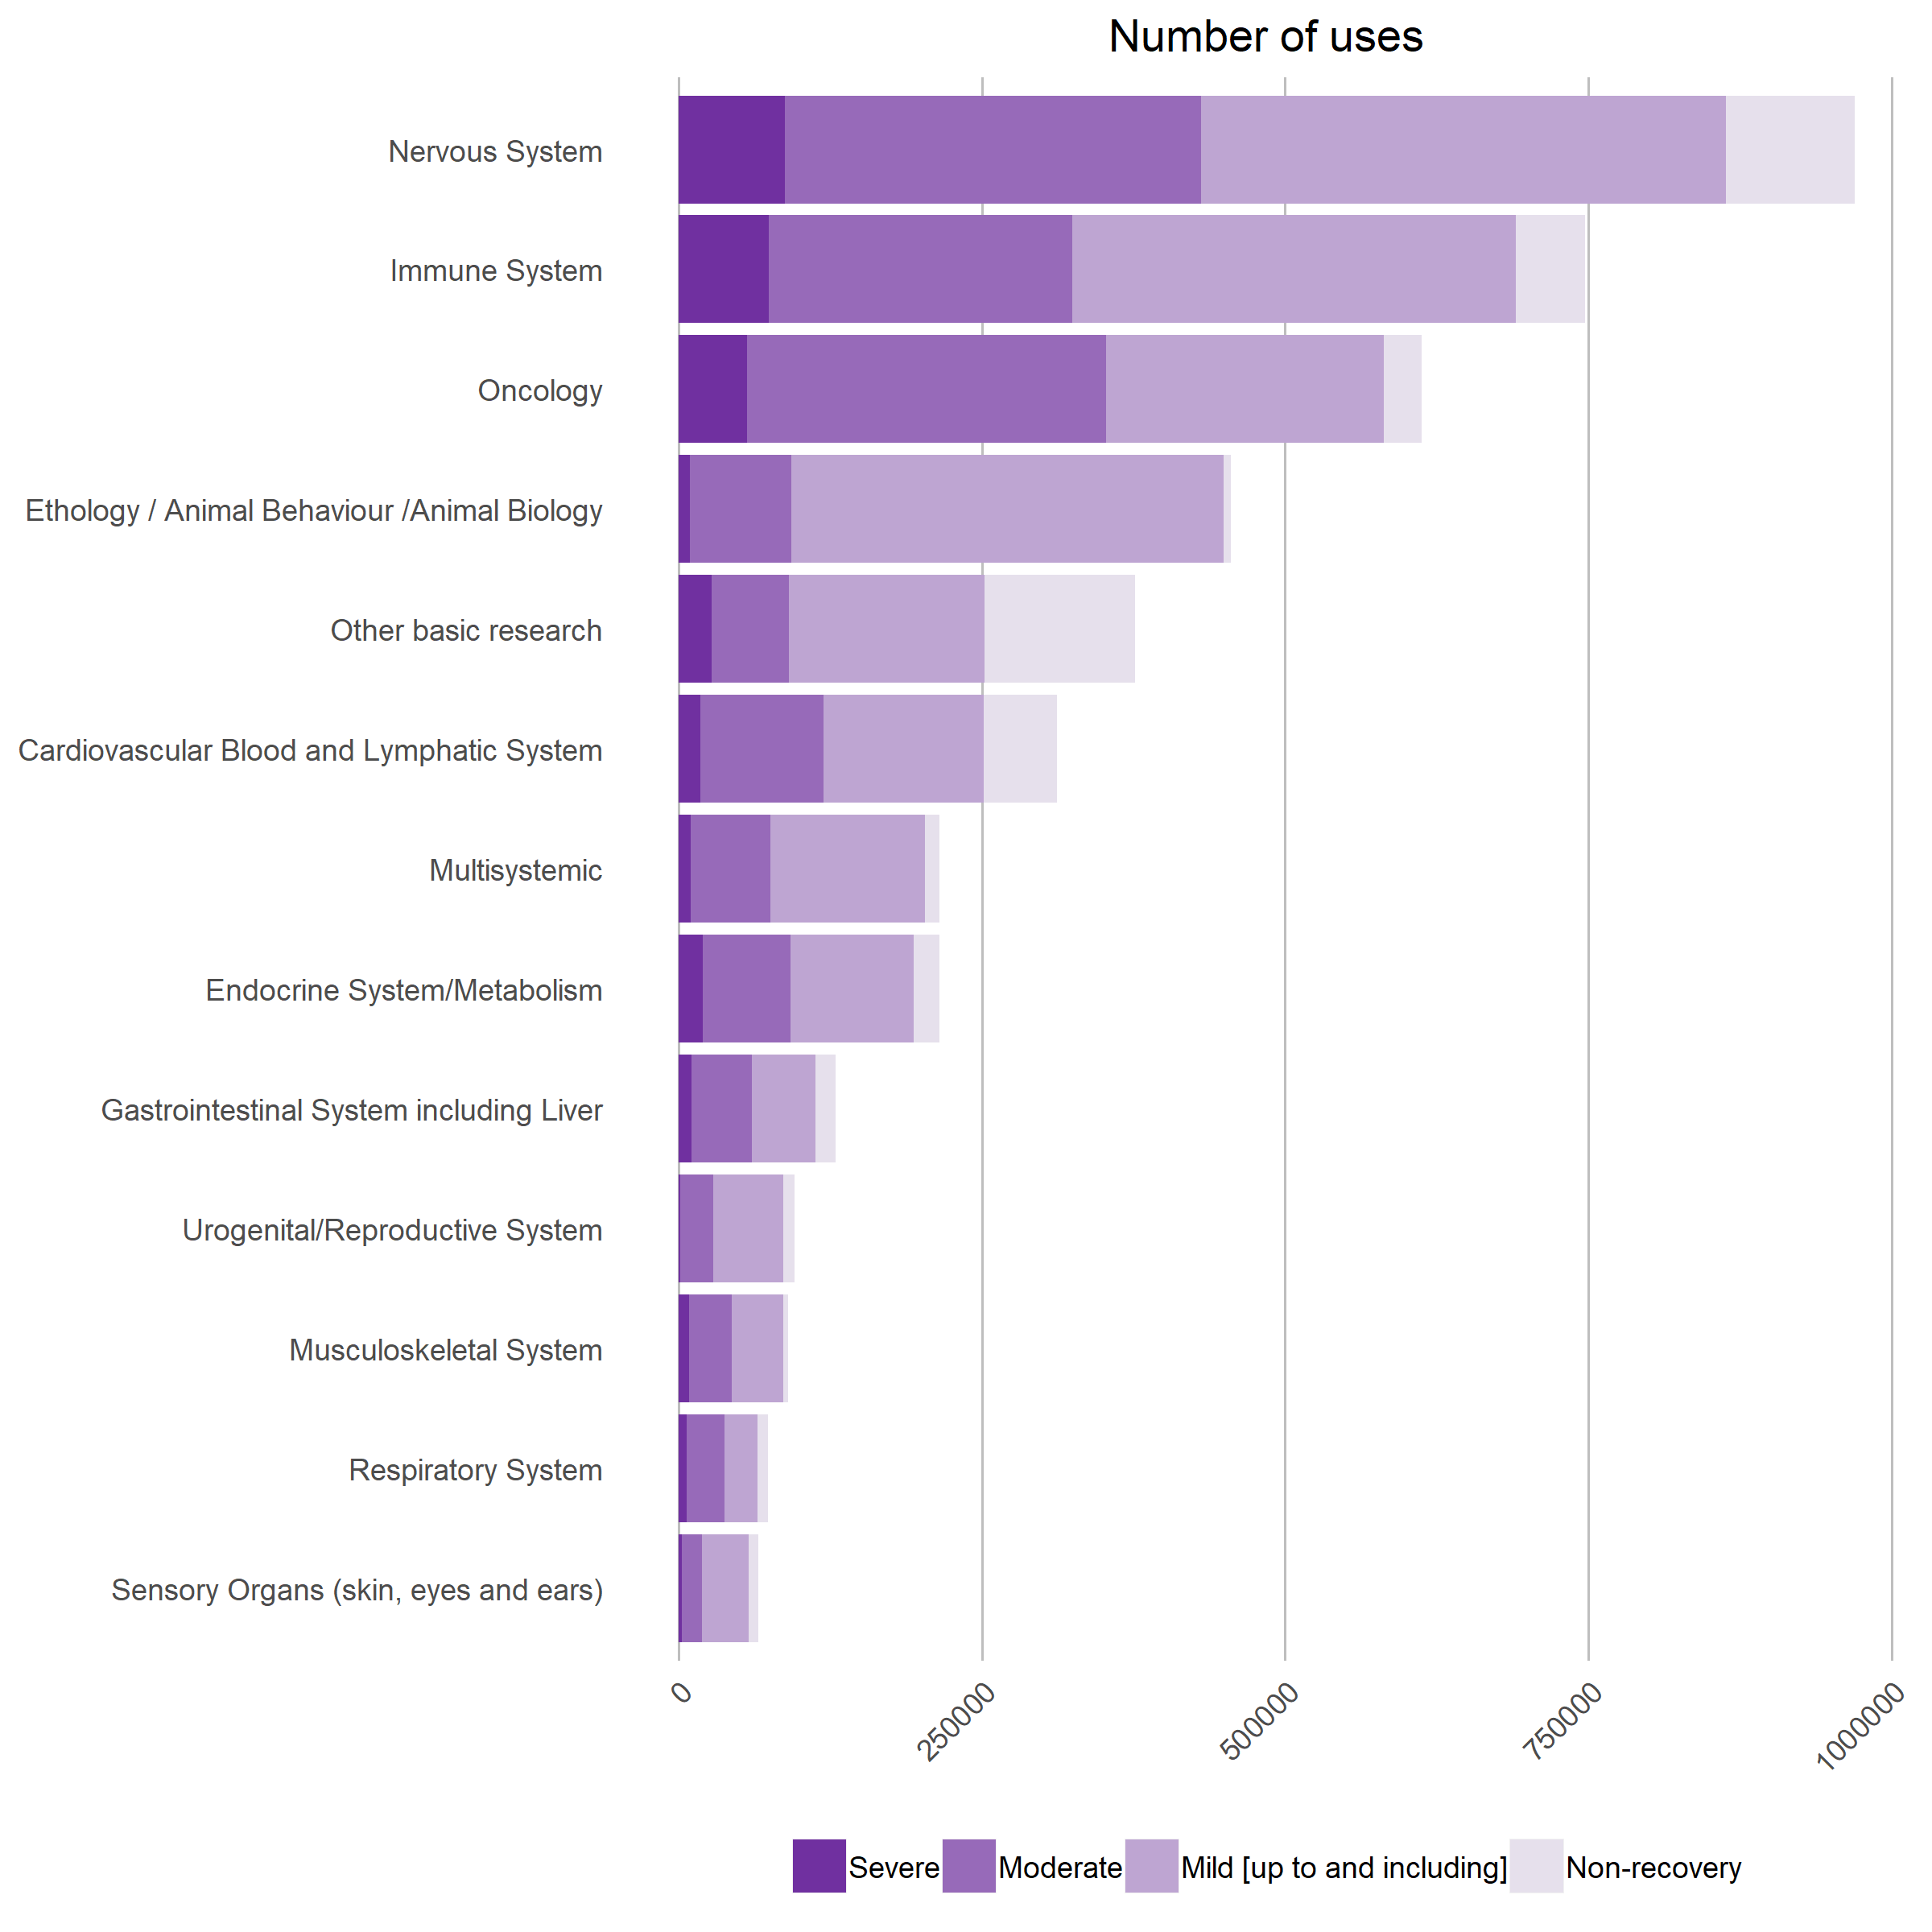 Number of uses
Nervous System
Immune System
Oncology
Ethology / Animal Behaviour /Animal Biology
Other basic research
Cardiovascular Blood and Lymphatic System
Multisystemic
Endocrine System/Metabolism
Gastrointestinal System including Liver
Urogenital/Reproductive System
Musculoskeletal System
Respiratory System
Sensory Organs (skin, eyes and ears)
0
250000
500000
750000
1000000
Severe Moderate Mild [up to and including] Non-recovery